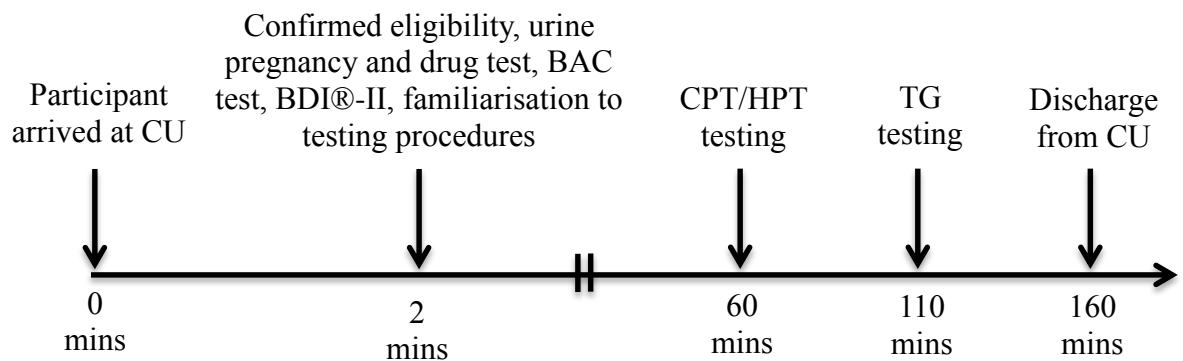 Participant
arrived at CU
Confirmed eligibility, urine
pregnancy and drug test, BAC
test, BDI®-II, familiarisation to
testing procedures
CPT/HPT
testing
TG
testing
Discharge
from CU
0
mins
2
mins
60
mins
110
mins
160
mins